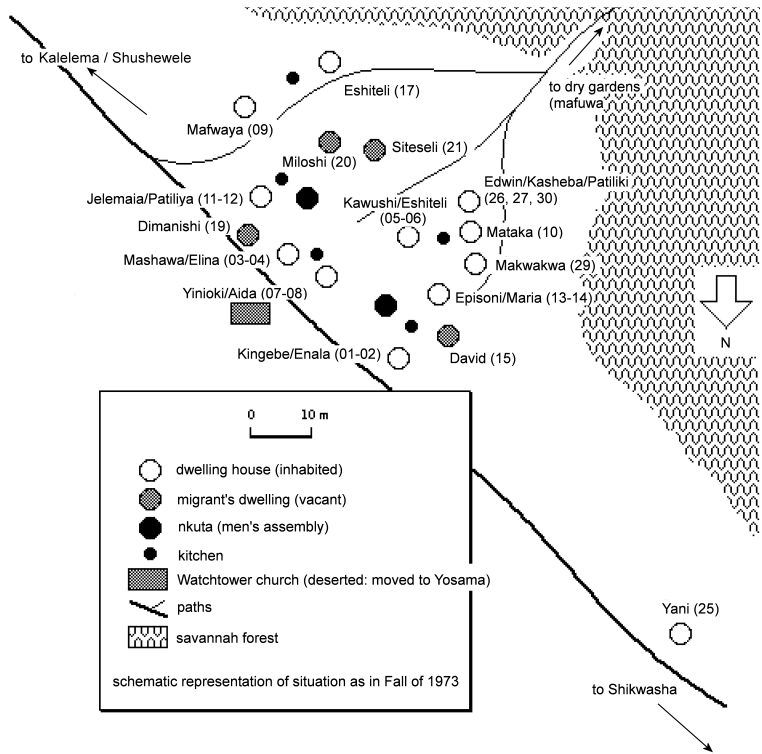 to Kalelema / Shushewele
Eshiteli (17)
to dry gardens
(mafuwa)
Mafwaya (09)
Miloshi (20)
Siteseli (21)
Edwin/Kasheba/Patiliki
(26, 27, 30)
Jelemaia/Patiliya (11-12)
Kawushi/Eshiteli
(05-06)
Dimanishi (19)
Mataka (10)
Mashawa/Elina (03-04)
Makwakwa (29)
Yinioki/Aida (07-08)
Episoni/Maria (13-14)
N
Kingebe/Enala (01-02)
David (15)
0 10 m
dwelling house (inhabited)
migrant's dwelling (vacant)
nkuta (men's assembly)
kitchen
Watchtower church (deserted: moved to Yosama)
paths
savannah forest
schematic representation of situation as in Fall of 1973
Yani (25)
to Shikwasha